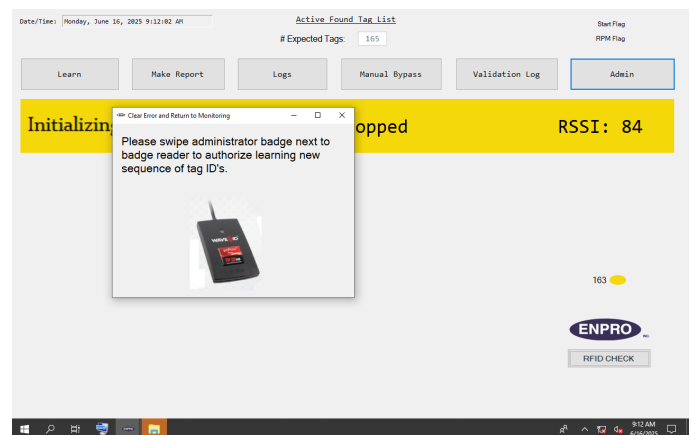 Date/Time: Monday, June 16, 2025 9:12:02 AM
Active Found Tag List
# Expected Tags: 165
Start Flag
RPM Flag
Learn
Make Report
Logs
Manual Bypass
Validation Log
Admin
Initializing
opped
RSSI: 84
Clear Error and Return to Monitoring
Please swipe administrator badge next to
badge reader to authorize learning new
sequence of tag ID's.
WAVE ID
163
ENPRO
INC.
RFID CHECK
9:12 AM
6/16/2025